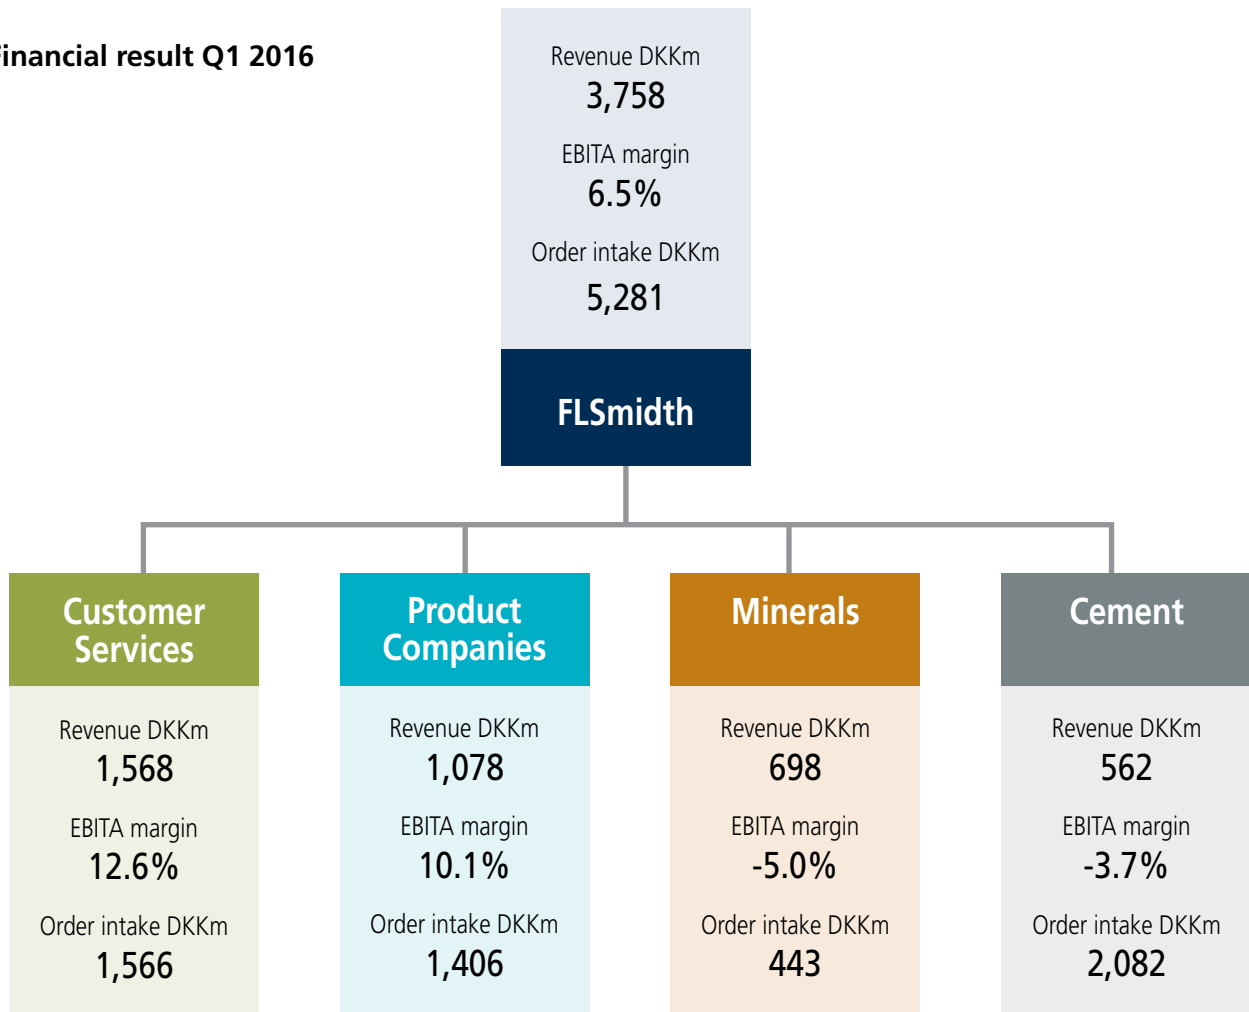 Financial result Q1 2016
Revenue DKKm
3,758
EBITA margin
6.5%
Order intake DKKm
5,281
FLSmidth
Customer
Services
Revenue DKKm
1,568
EBITA margin
12.6%
Order intake DKKm
1,566
Product
Companies
Revenue DKKm
1,078
EBITA margin
10.1%
Order intake DKKm
1,406
Minerals
Revenue DKKm
698
EBITA margin
-5.0%
Order intake DKKm
443
Cement
Revenue DKKm
562
EBITA margin
-3.7%
Order intake DKKm
2,082